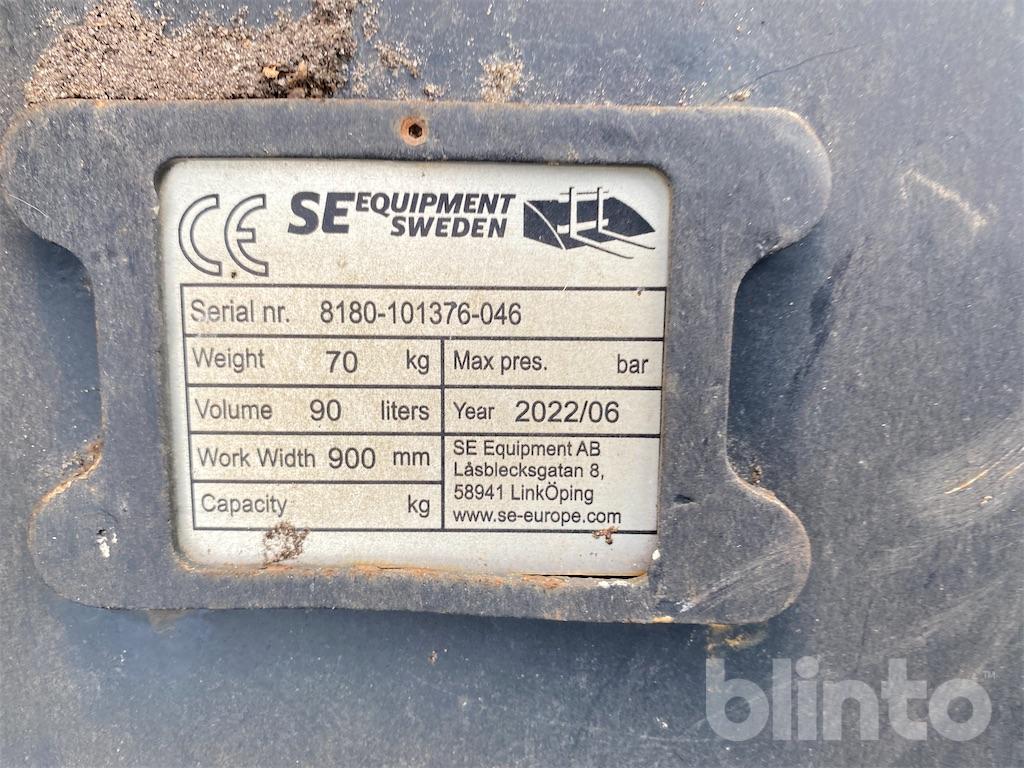 CE SE EQUIPMENT
SWEDEN
Serial nr. 8180-101376-046
Weight 70 kg Max pres. bar
Volume 90 liters Year 2022/06
Work Width 900 mm
Capacity kg
SE Equipment AB
Låsblecksgatan 8,
58941 LinkÖping
www.se-europe.com
blinto™